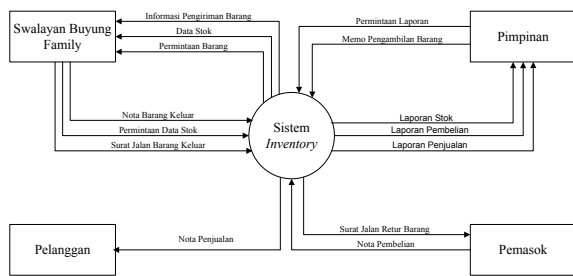 Informasi Pengiriman Barang
Data Stok
Permintaan Barang
Swalayan Buyung
Family
Permintaan Laporan
Memo Pengambilan Barang
Pimpinan
Nota Barang Keluar
Permintaan Data Stok
Surat Jalan Barang Keluar
Sistem
Inventory
Laporan Stok
Laporan Pembelian
Laporan Penjualan
Pelanggan
Nota Penjualan
Surat Jalan Retur Barang
Nota Pembelian
Pemasok